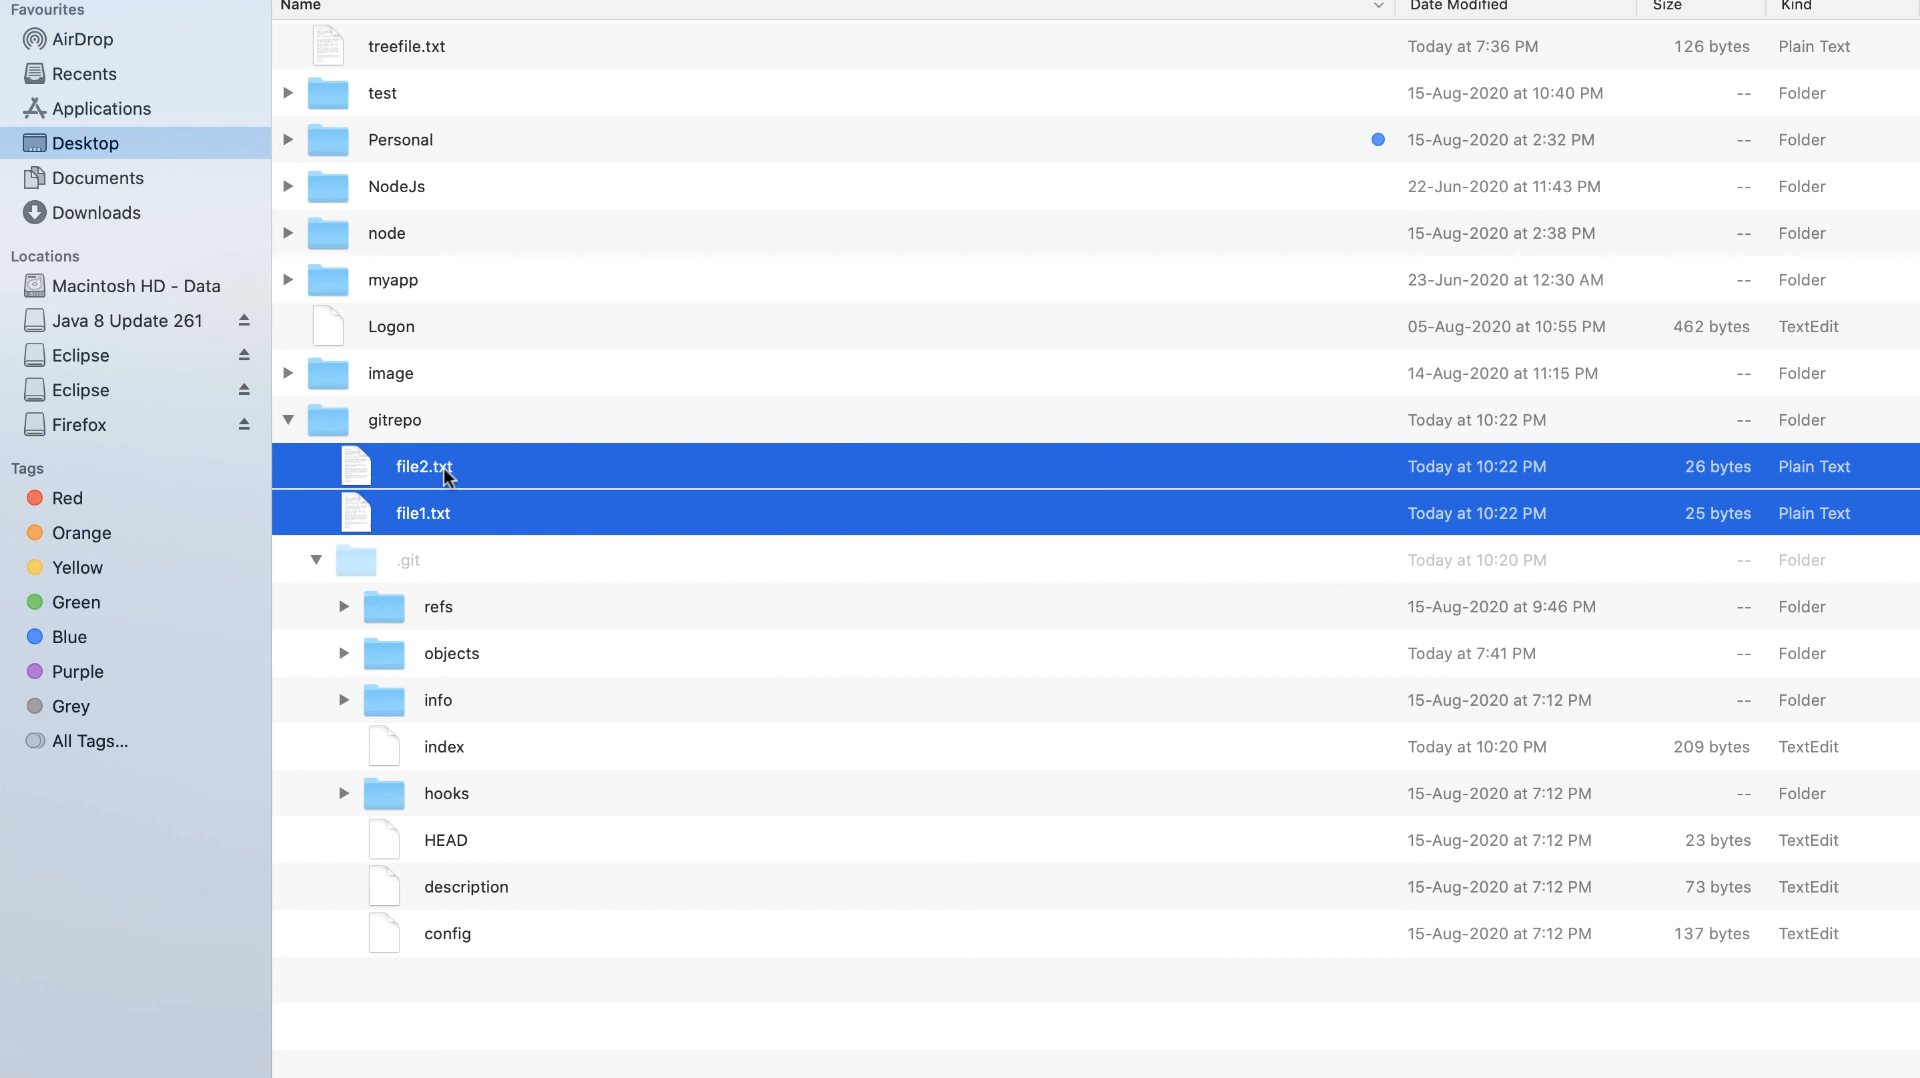 Favourites
AirDrop
Recents
Applications
Desktop
Documents
Downloads
Locations
Macintosh HD - Data
Java 8 Update 261
Eclipse
Eclipse
Firefox
Tags
Red
Orange
Yellow
Green
Blue
Purple
Grey
All Tags...
Name Date Modified Size Kind
treefile.txt Today at 7:36 PM 126 bytes Plain Text
test 15-Aug-2020 at 10:40 PM -- Folder
Personal 15-Aug-2020 at 2:32 PM -- Folder
NodeJs 22-Jun-2020 at 11:43 PM -- Folder
node 15-Aug-2020 at 2:38 PM -- Folder
myapp 23-Jun-2020 at 12:30 AM -- Folder
Logon 05-Aug-2020 at 10:55 PM 462 bytes TextEdit
image 14-Aug-2020 at 11:15 PM -- Folder
gitrepo Today at 10:22 PM -- Folder
file2.txt Today at 10:22 PM 26 bytes Plain Text
file1.txt Today at 10:22 PM 25 bytes Plain Text
.git Today at 10:20 PM -- Folder
refs 15-Aug-2020 at 9:46 PM -- Folder
objects Today at 7:41 PM -- Folder
info 15-Aug-2020 at 7:12 PM -- Folder
index Today at 10:20 PM 209 bytes TextEdit
hooks 15-Aug-2020 at 7:12 PM -- Folder
HEAD 15-Aug-2020 at 7:12 PM 23 bytes TextEdit
description 15-Aug-2020 at 7:12 PM 73 bytes TextEdit
config 15-Aug-2020 at 7:12 PM 137 bytes TextEdit